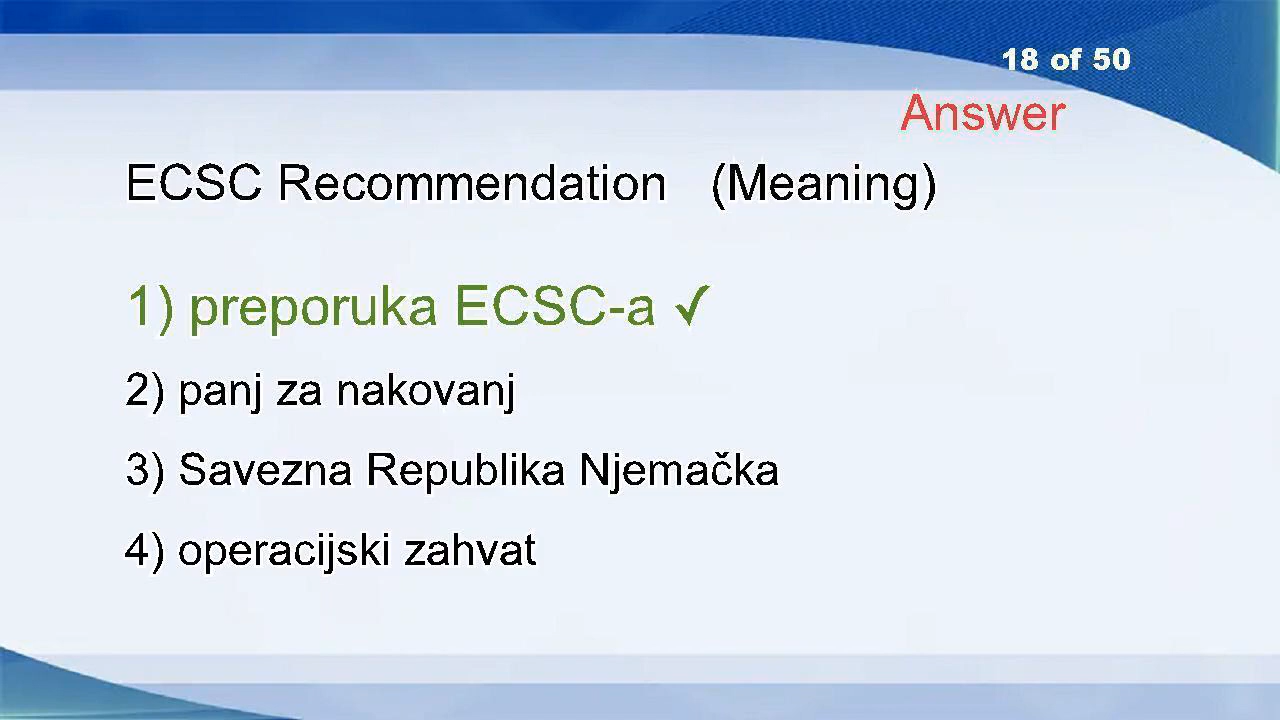 18 of 50
Answer
ECSC Recommendation (Meaning)
1) preporuka ECSC-a ✓
2) panj za nakovanj
3) Savezna Republika Njemačka
4) operacijski zahvat